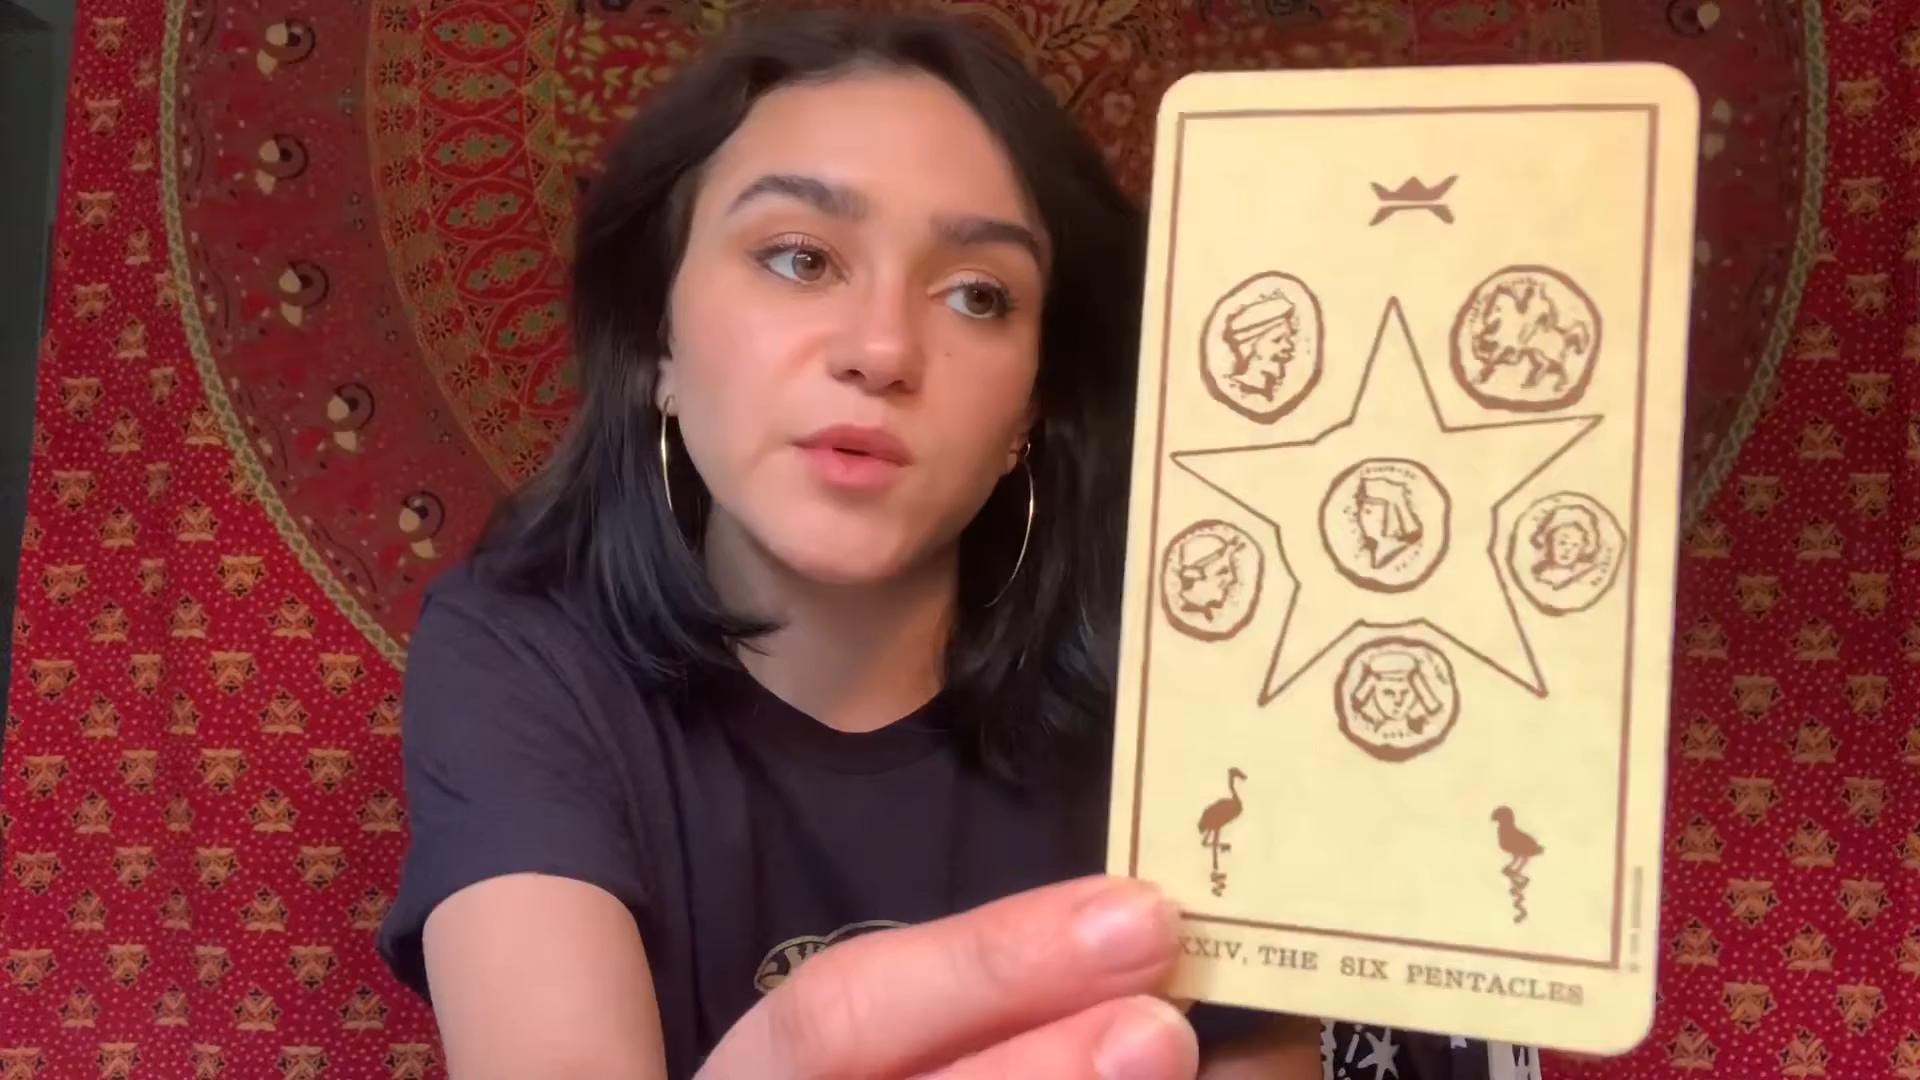 XXIV, THE SIX PENTACLES